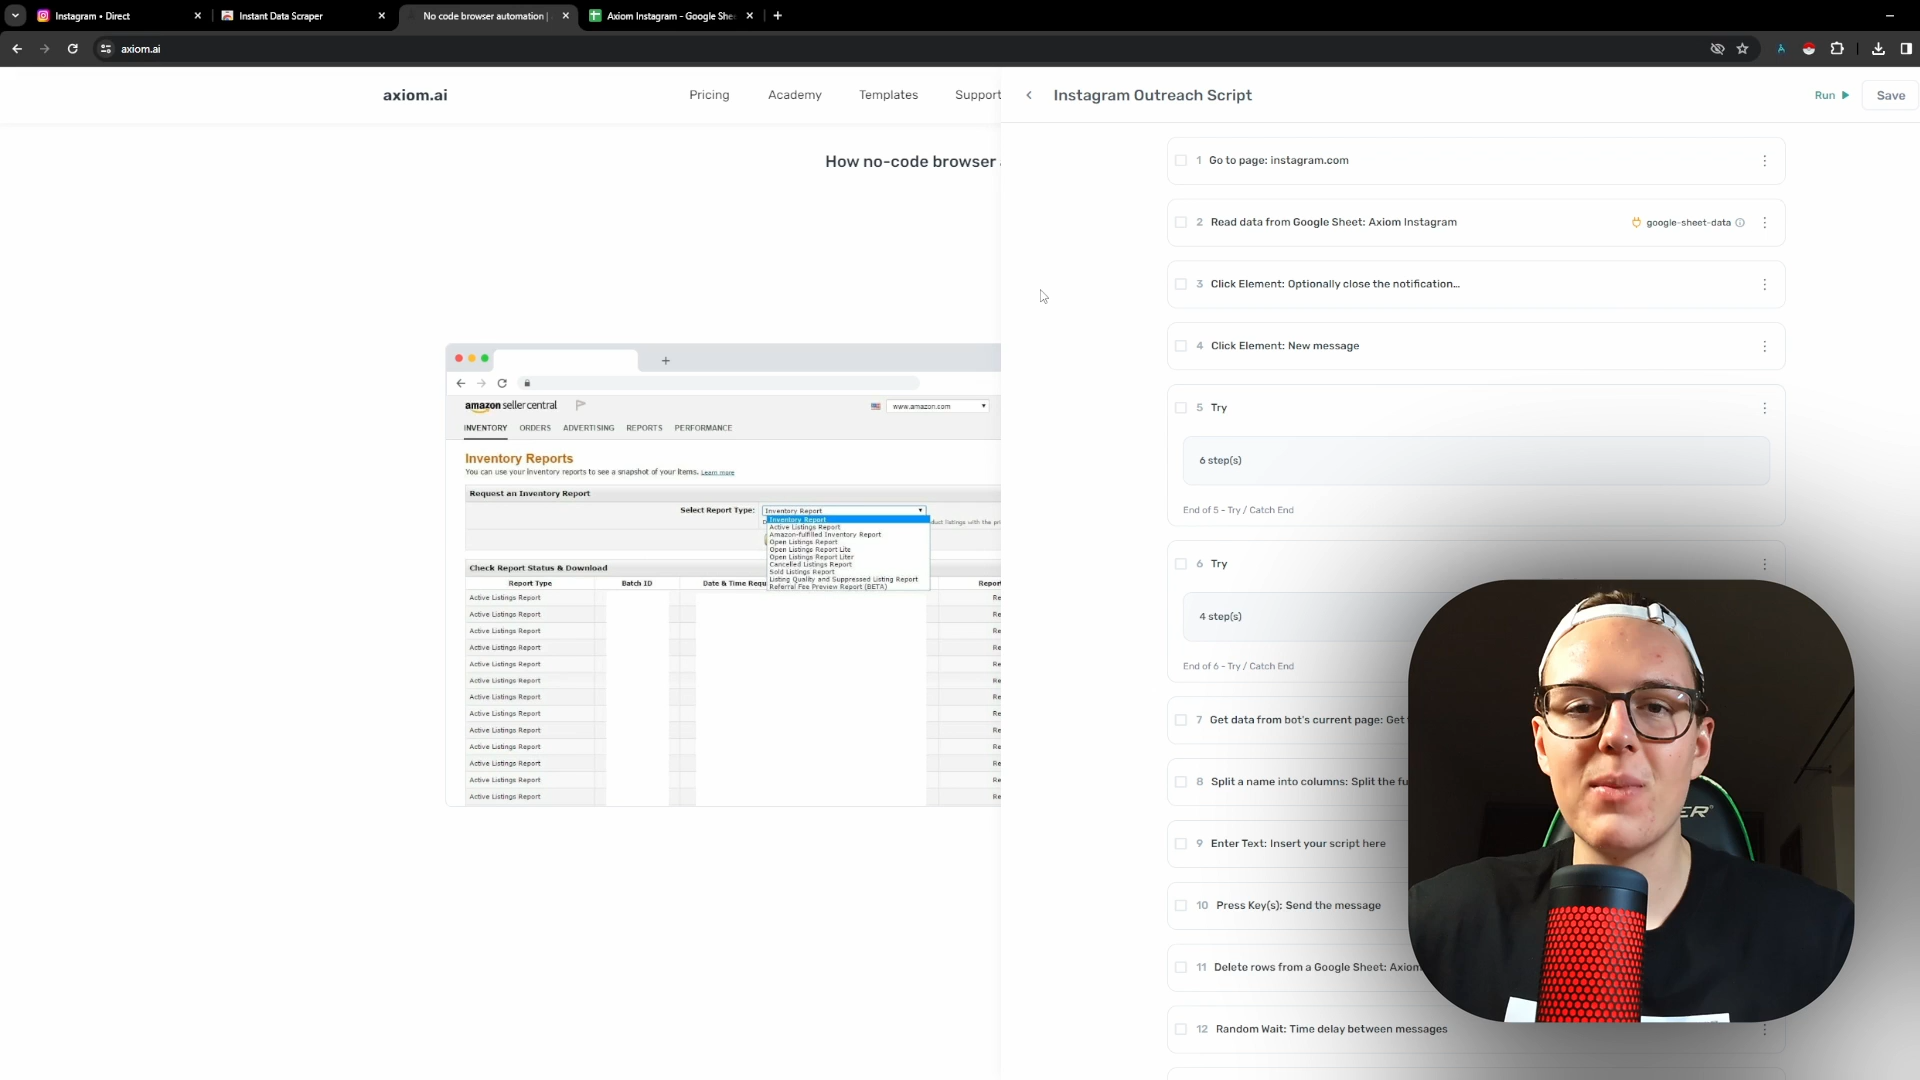 Instagram • Direct
Instant Data Scraper
No code browser automation |
Axiom Instagram - Google She
axiom.ai
axiom.ai
Pricing
Academy
Templates
Support
Instagram Outreach Script
Run
Save
How no-code browser
1 Go to page: instagram.com
2 Read data from Google Sheet: Axiom Instagram
google-sheet-data
3 Click Element: Optionally close the notification...
4 Click Element: New message
5 Try
6 step(s)
End of 5 - Try / Catch End
6 Try
4 step(s)
End of 6 - Try / Catch End
7 Get data from bot's current page: Get
8 Split a name into columns: Split the fu
9 Enter Text: Insert your script here
10 Press Key(s): Send the message
11 Delete rows from a Google Sheet: Axiom
12 Random Wait: Time delay between messages
amazon seller central
www.amazon.com
INVENTORY ORDERS ADVERTISING REPORTS PERFORMANCE
Inventory Reports
You can use your inventory reports to see a snapshot of your items. Learn more
Request an Inventory Report
Select Report Type:
Inventory Report
Inventory Report
Active Listings Report
Amazon-fulfilled Inventory Report
Open Listings Report
Open Listings Report Lite
Open Listings Report Liter
Cancelled Listings Report
Sold Listings Report
Listing Quality and Suppressed Listing Report
Referral Fee Preview Report (BETA)
duct listings with the pri
Check Report Status & Download
Report Type
Batch ID
Date & Time Requ
Report
Active Listings Report
Re
Active Listings Report
Re
Active Listings Report
Re
Active Listings Report
Re
Active Listings Report
Re
Active Listings Report
Re
Active Listings Report
Re
Active Listings Report
Re
Active Listings Report
Re
Active Listings Report
Re
Active Listings Report
Re
Active Listings Report
Re
Active Listings Report
Re
ER